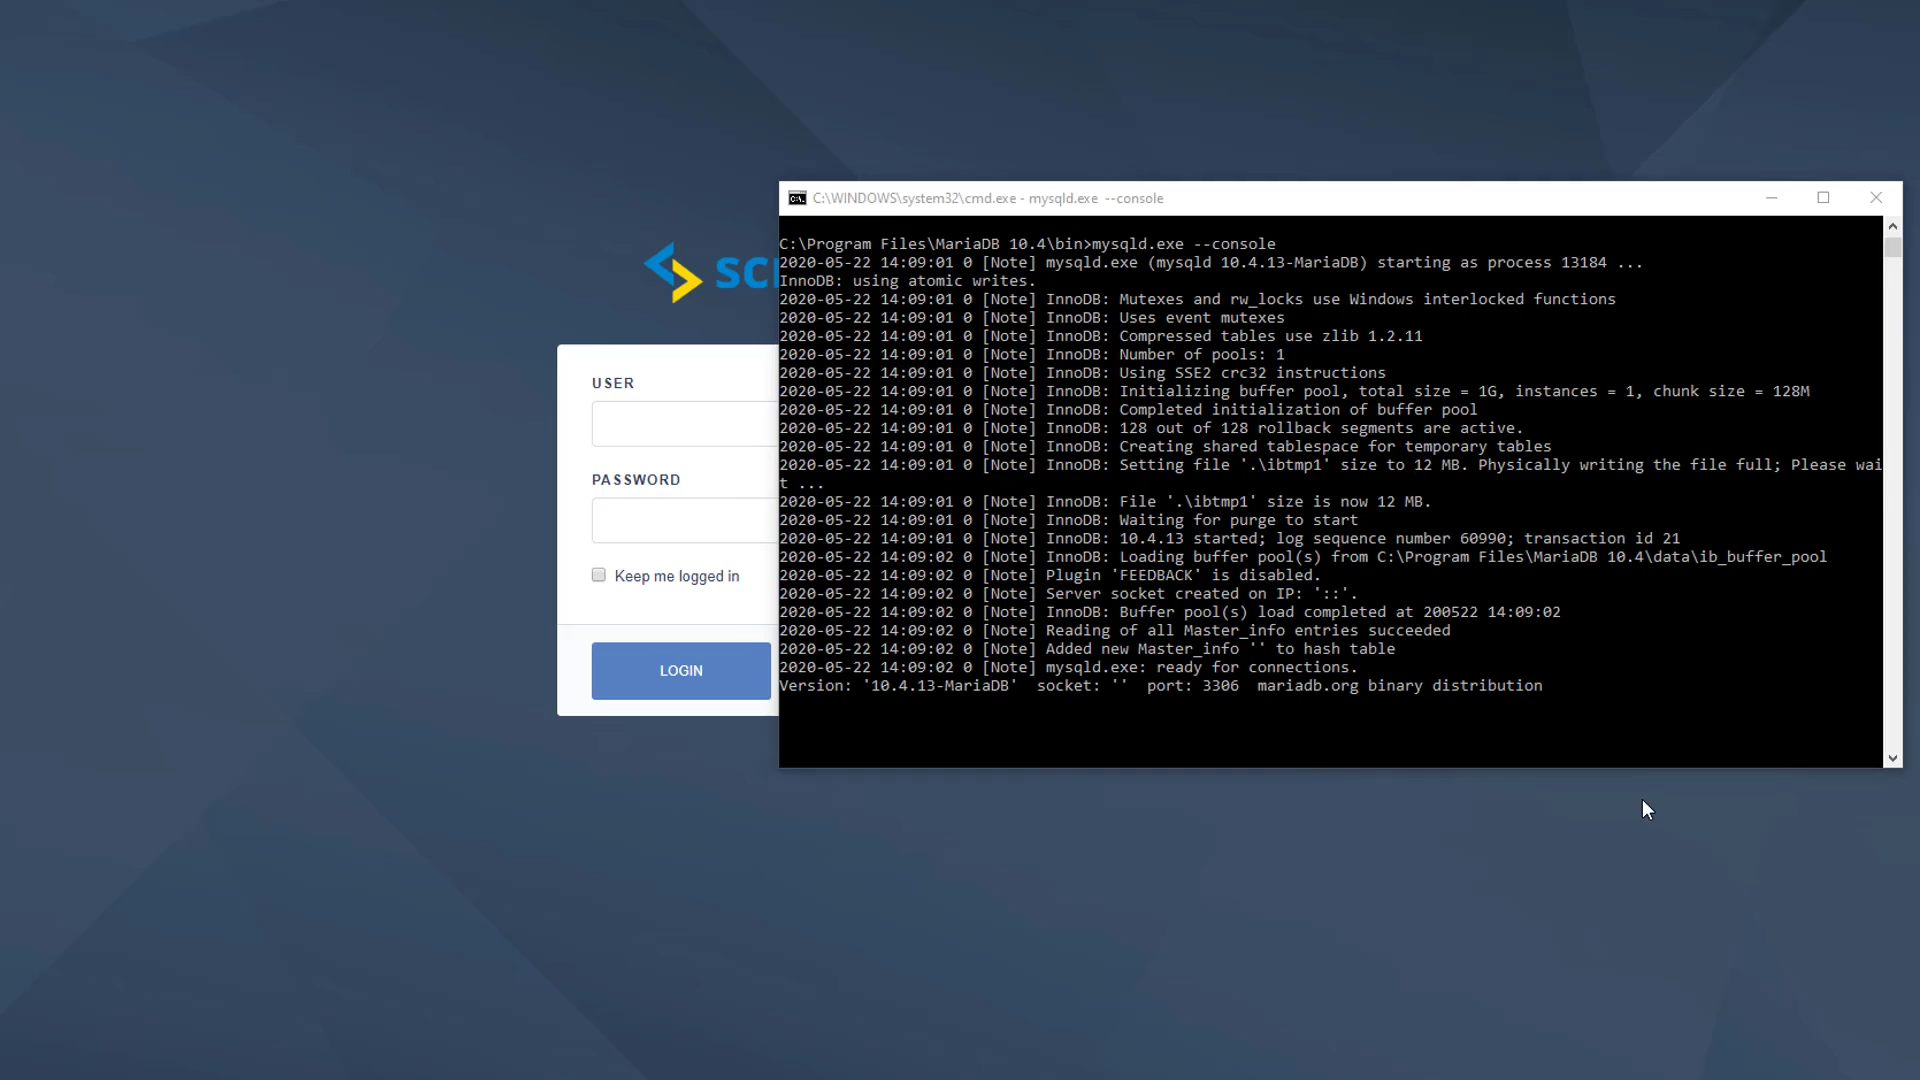 C:\WINDOWS\system32\cmd.exe - mysqld.exe --console
C:\Program Files\MariaDB 10.4\bin>mysqld.exe --console
2020-05-22 14:09:01 0 [Note] mysqld.exe (mysqld 10.4.13-MariaDB) starting as process 13184 ...
InnoDB: using atomic writes.
2020-05-22 14:09:01 0 [Note] InnoDB: Mutexes and rw_locks use Windows interlocked functions
2020-05-22 14:09:01 0 [Note] InnoDB: Uses event mutexes
2020-05-22 14:09:01 0 [Note] InnoDB: Compressed tables use zlib 1.2.11
2020-05-22 14:09:01 0 [Note] InnoDB: Number of pools: 1
2020-05-22 14:09:01 0 [Note] InnoDB: Using SSE2 crc32 instructions
2020-05-22 14:09:01 0 [Note] InnoDB: Initializing buffer pool, total size = 1G, instances = 1, chunk size = 128M
2020-05-22 14:09:01 0 [Note] InnoDB: Completed initialization of buffer pool
2020-05-22 14:09:01 0 [Note] InnoDB: 128 out of 128 rollback segments are active.
2020-05-22 14:09:01 0 [Note] InnoDB: Creating shared tablespace for temporary tables
2020-05-22 14:09:01 0 [Note] InnoDB: Setting file '.\ibtmp1' size to 12 MB. Physically writing the file full; Please wai
t ...
2020-05-22 14:09:01 0 [Note] InnoDB: File '.\ibtmp1' size is now 12 MB.
2020-05-22 14:09:01 0 [Note] InnoDB: Waiting for purge to start
2020-05-22 14:09:01 0 [Note] InnoDB: 10.4.13 started; log sequence number 60990; transaction id 21
2020-05-22 14:09:02 0 [Note] InnoDB: Loading buffer pool(s) from C:\Program Files\MariaDB 10.4\data\ib_buffer_pool
2020-05-22 14:09:02 0 [Note] Plugin 'FEEDBACK' is disabled.
2020-05-22 14:09:02 0 [Note] Server socket created on IP: '::'.
2020-05-22 14:09:02 0 [Note] InnoDB: Buffer pool(s) load completed at 200522 14:09:02
2020-05-22 14:09:02 0 [Note] Reading of all Master_info entries succeeded
2020-05-22 14:09:02 0 [Note] Added new Master_info '' to hash table
2020-05-22 14:09:02 0 [Note] mysqld.exe: ready for connections.
Version: '10.4.13-MariaDB'  socket: ''  port: 3306  mariadb.org binary distribution
USER
PASSWORD
Keep me logged in
LOGIN